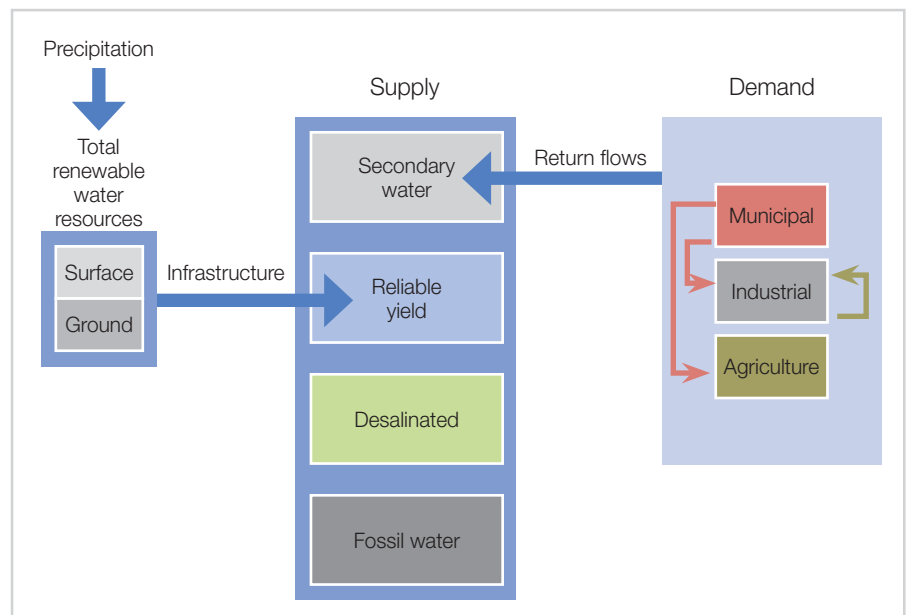 Precipitation
Total
renewable
water
resources
Surface
Ground
Infrastructure
Supply
Secondary
water
Reliable
yield
Desalinated
Fossil water
Return flows
Demand
Municipal
Industrial
Agriculture